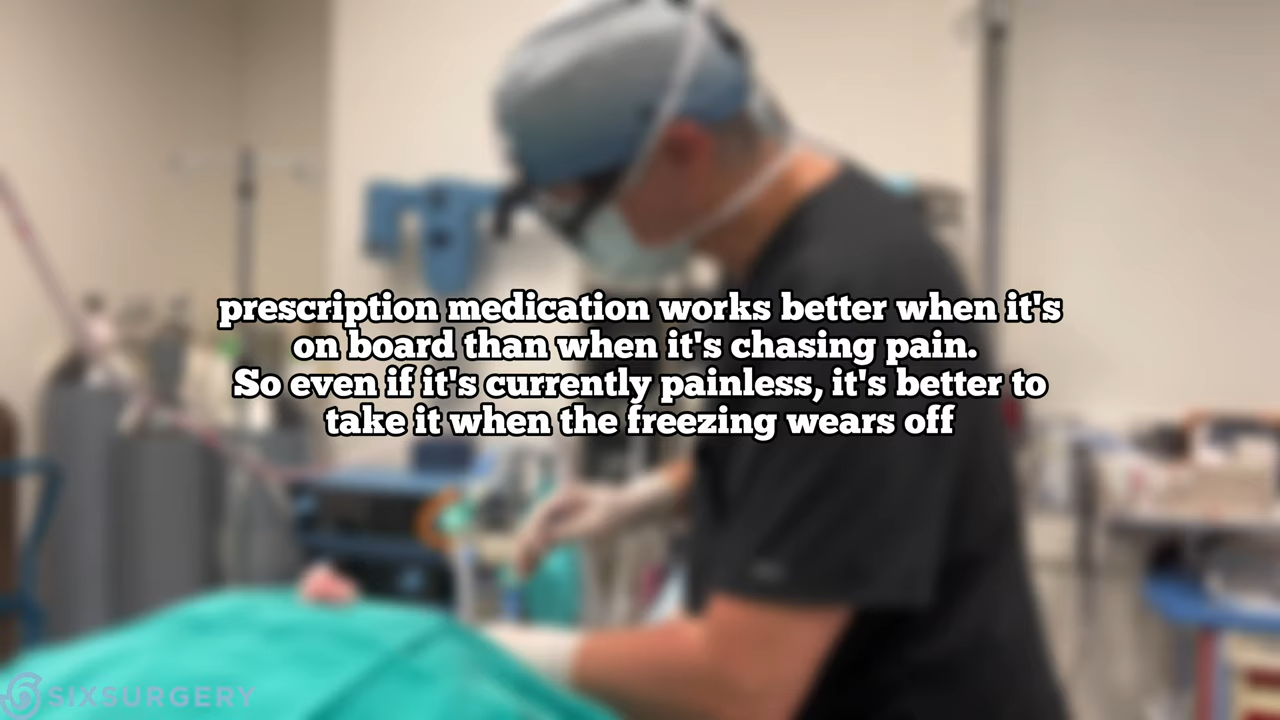 prescription medication works better when it's
on board than when it's chasing pain.
So even if it's currently painless, it's better to
take it when the freezing wears off
SIXSURGERY